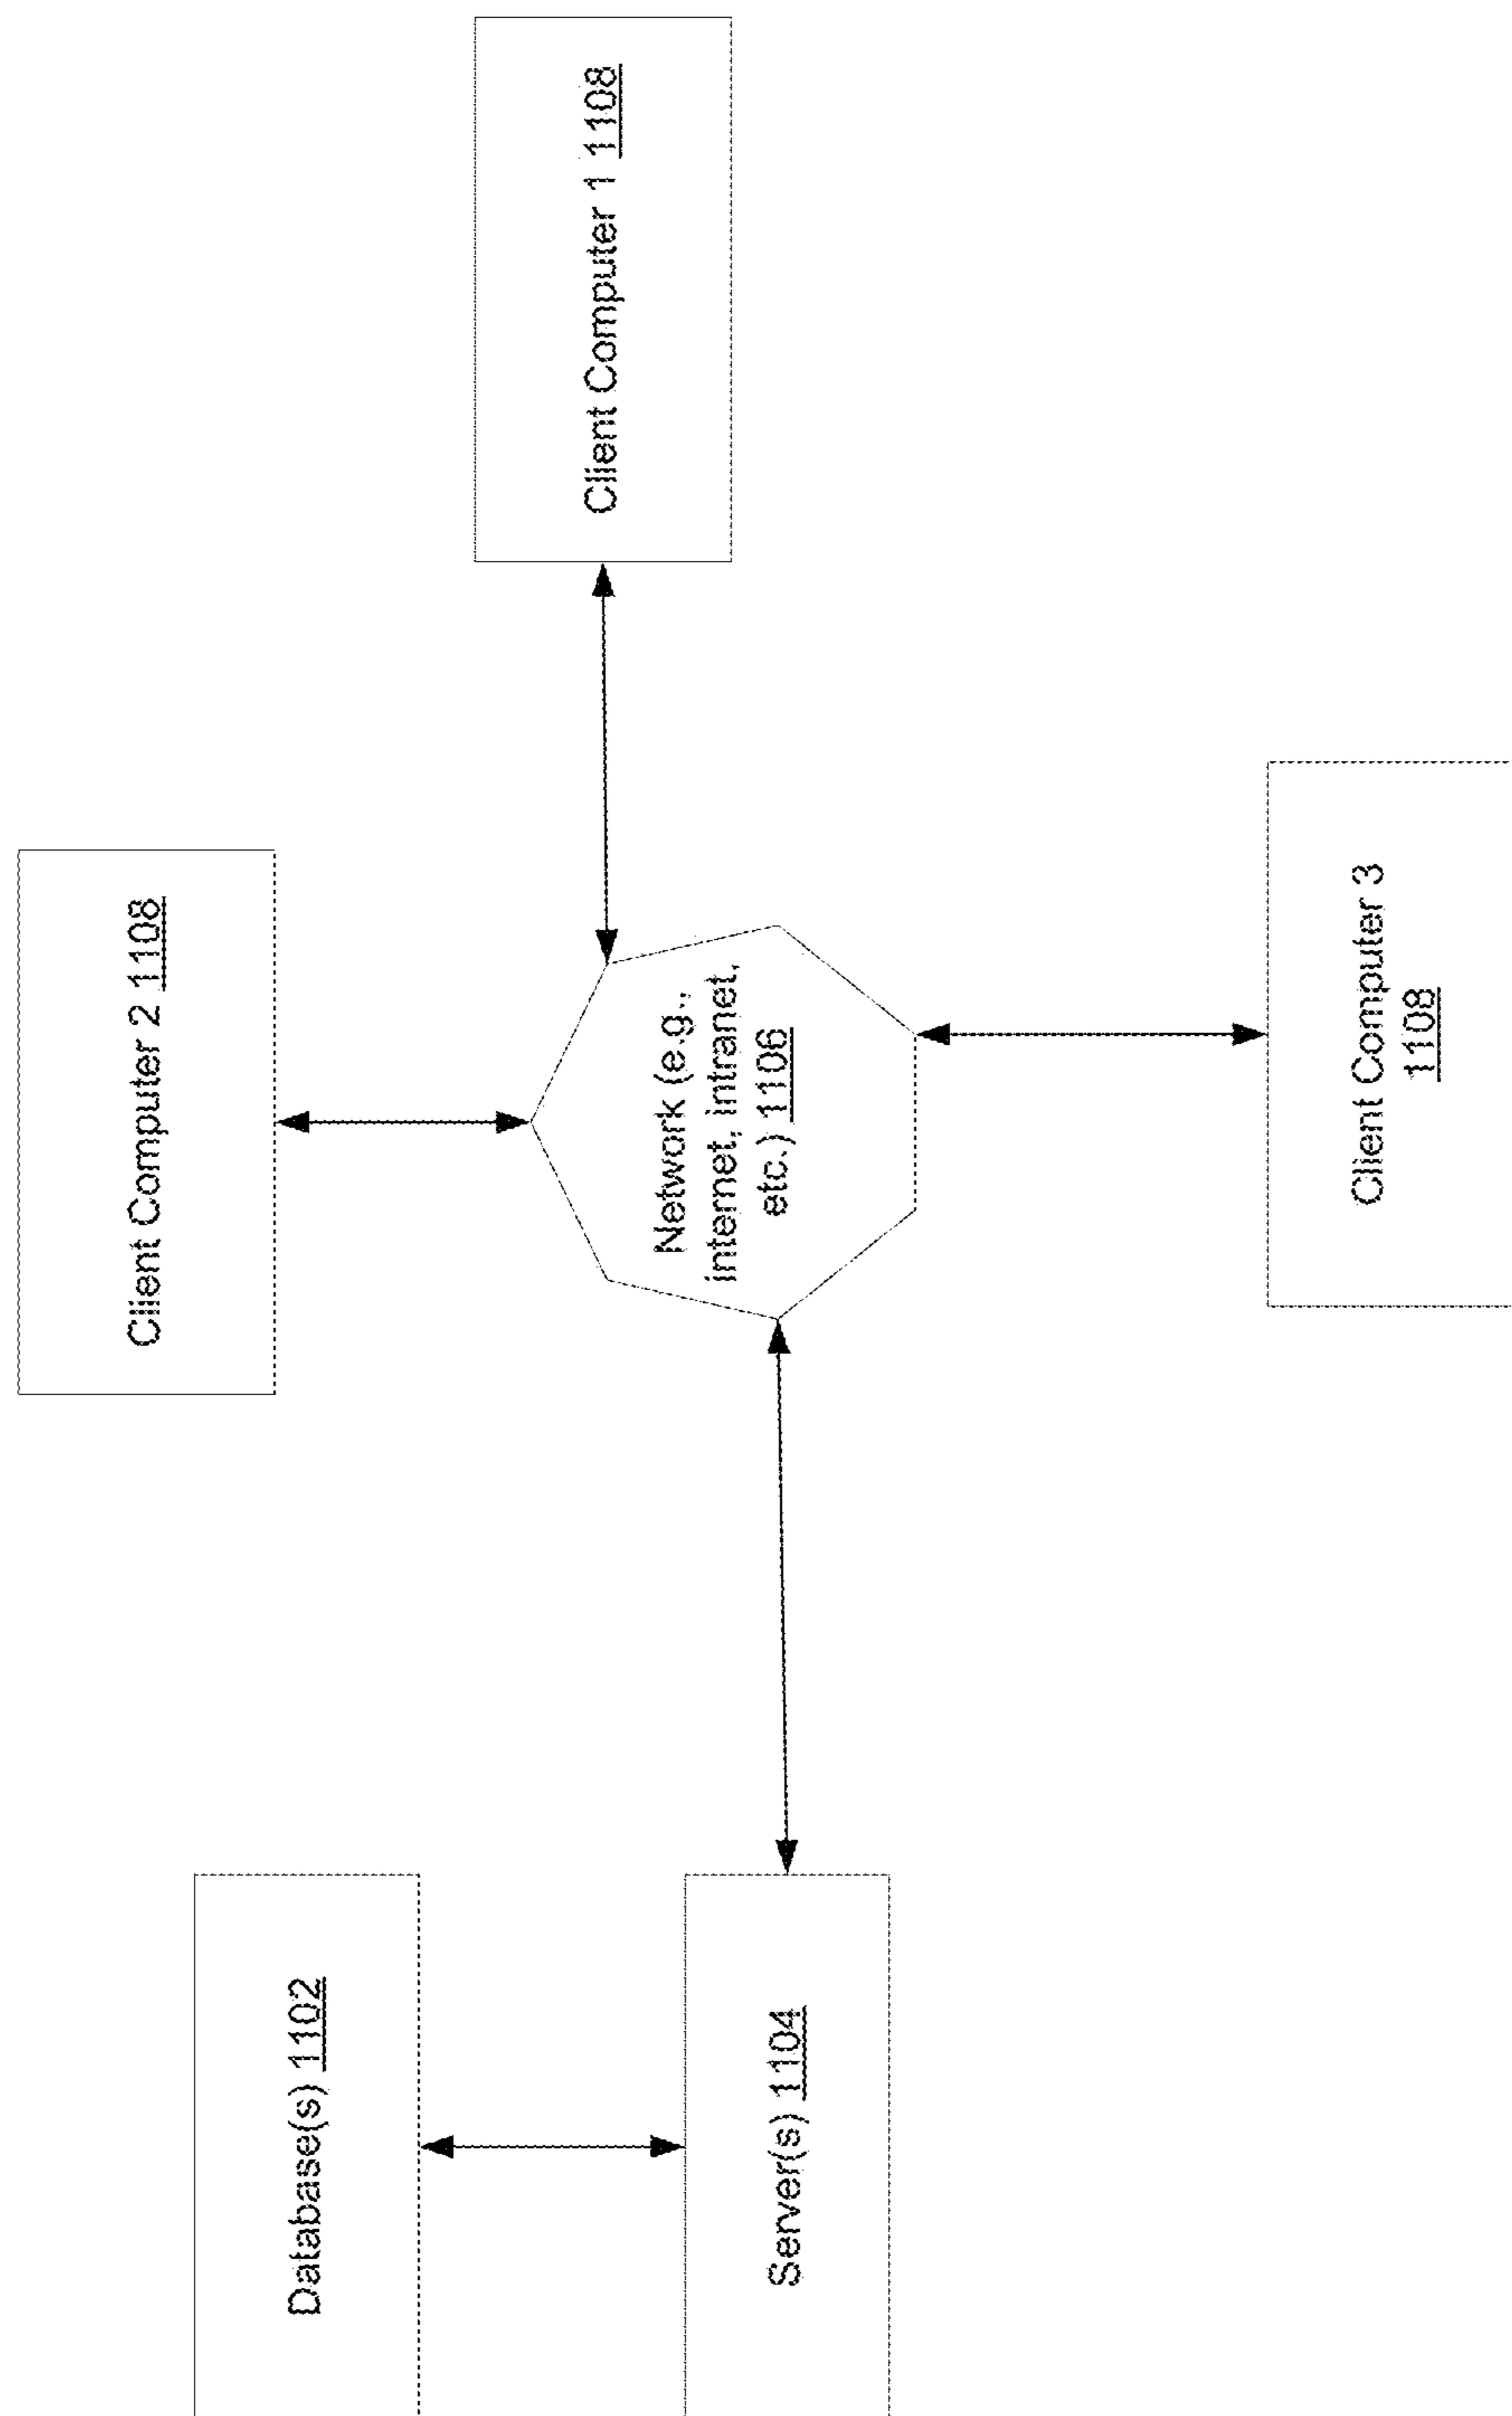 Database(s) 1102
Server(s) 1104
Client Computer 2 1108
Network (e.g.,
internet, intranet,
etc.) 1106
Client Computer 1 1108
Client Computer 3
1108